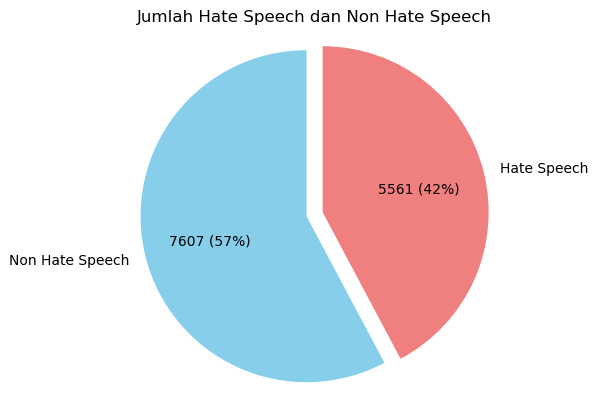 Jumlah Hate Speech dan Non Hate Speech
Hate Speech
5561 (42%)
7607 (57%)
Non Hate Speech